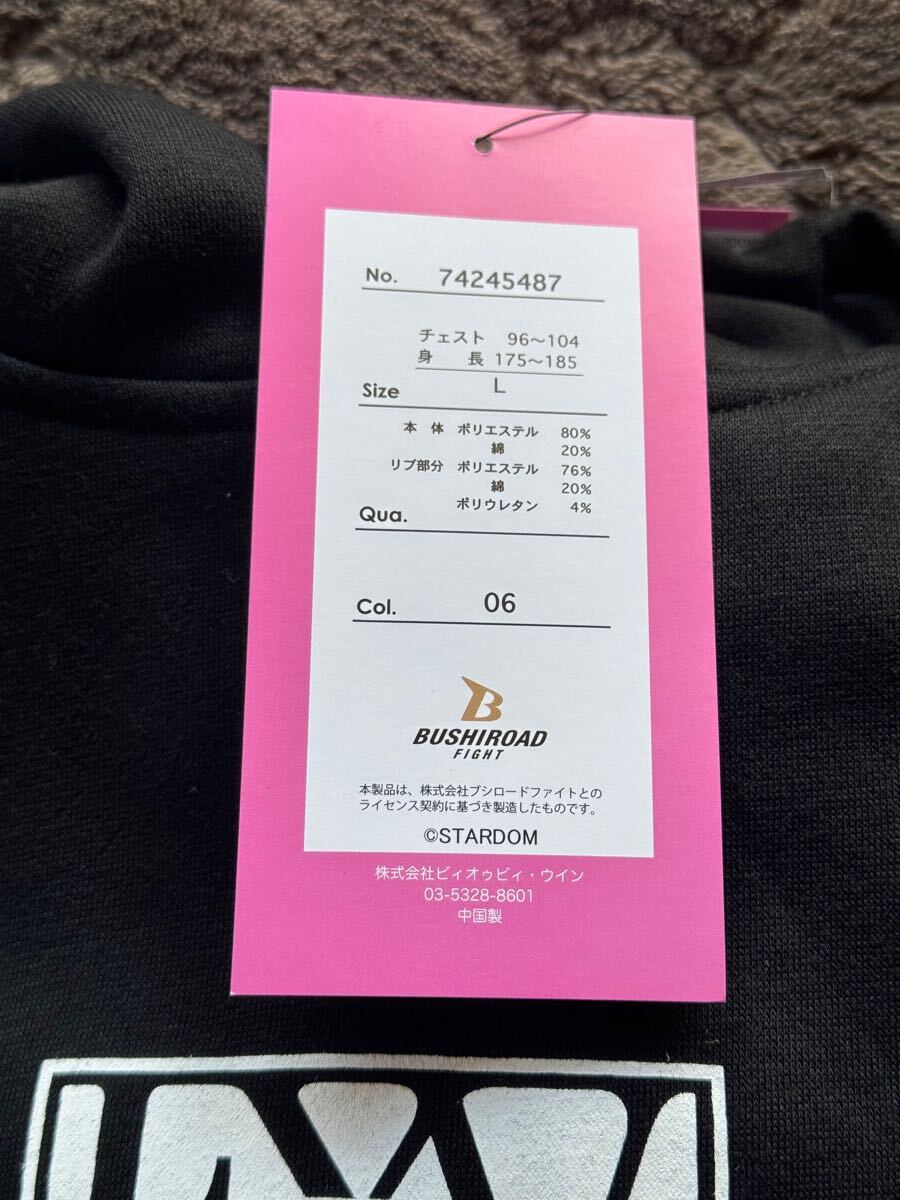 No. 74245487
チェスト 96〜104
身 長 175〜185
Size L
本 体 ポリエステル 80%
綿 20%
リブ部分 ポリエステル 76%
綿 20%
ポリウレタン 4%
Qua.
Col. 06
B
BUSHIROAD
FIGHT
本製品は、株式会社ブシロードファイトとの
ライセンス契約に基づき製造したものです。
©STARDOM
株式会社ビィオゥビィ・ウイン
03-5328-8601
中国製